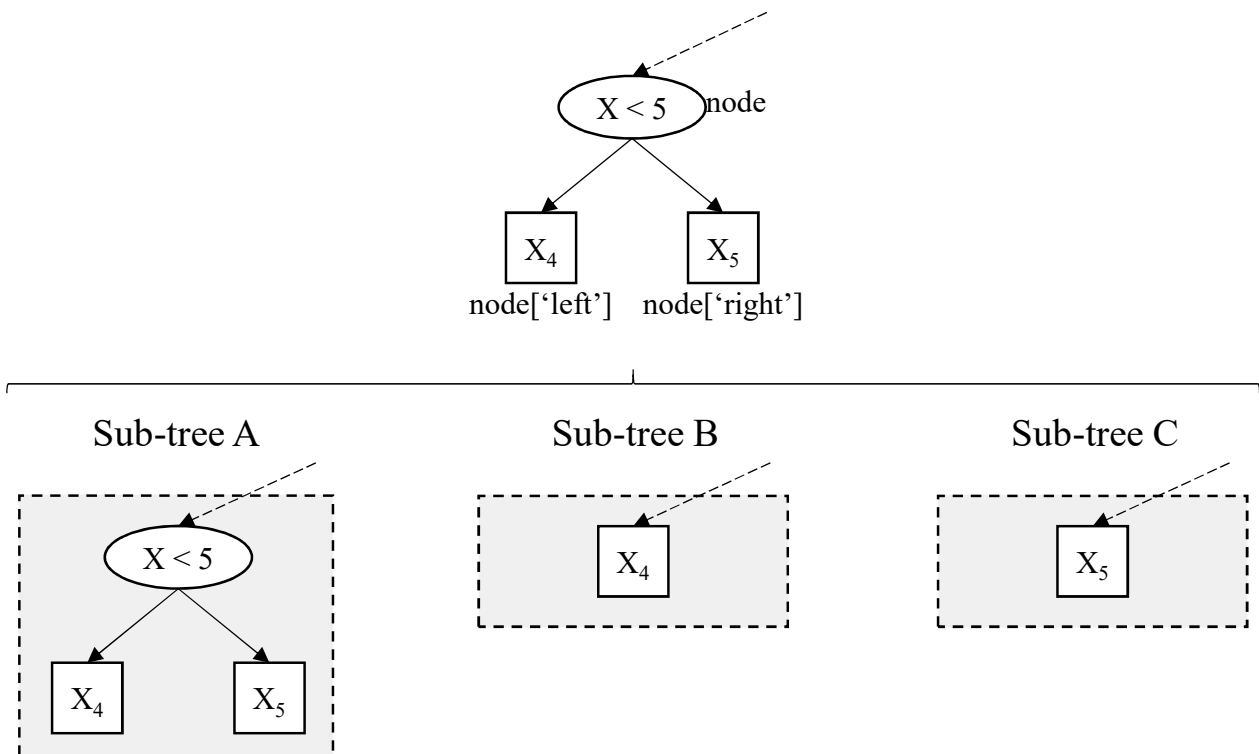 X < 5 node
X₄ X₅
node[‘left’] node[‘right’]
Sub-tree A Sub-tree B Sub-tree C
X < 5 X₄ X₅
X₄ X₅